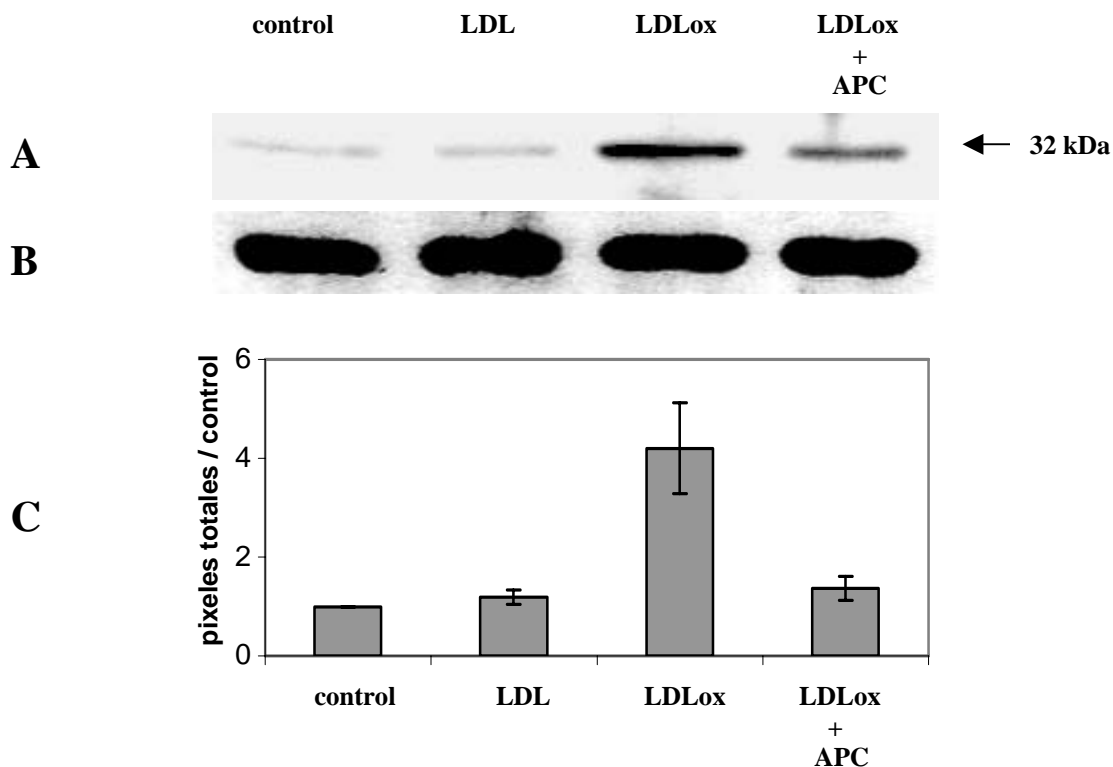 control LDL LDLox LDLox
+
APC
A
32 kDa
B
C
pixeles totales / control
6
4
2
0
control LDL LDLox LDLox
+
APC